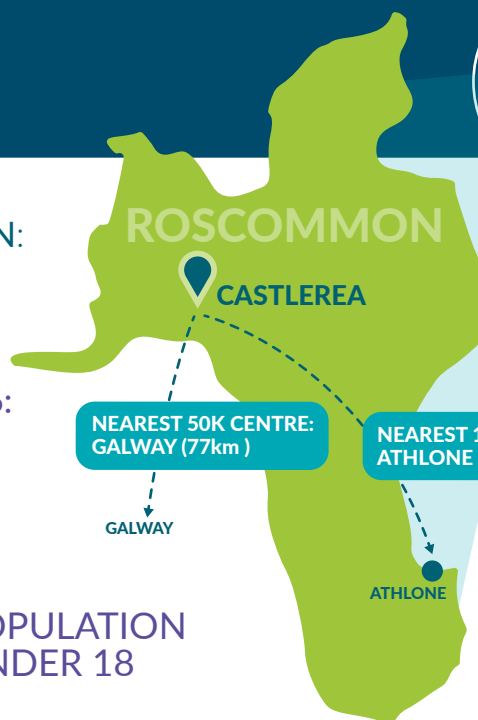 N:
ROSCOMMON
CASTLEREA
:
NEAREST 50K CENTRE:
GALWAY (77km )
NEAREST 1
ATHLONE
GALWAY
ATHLONE
OPULATION
NDER 18